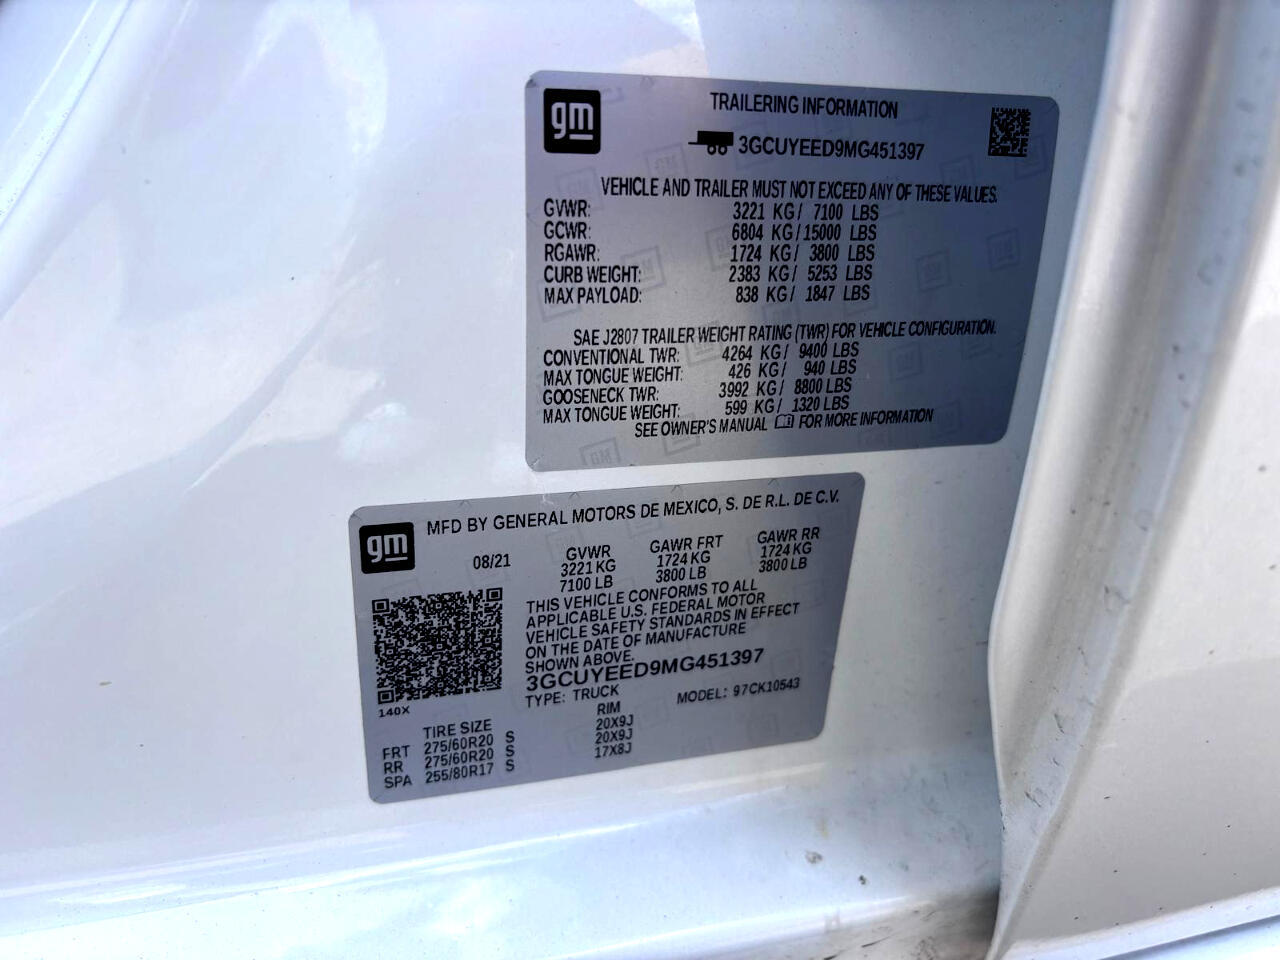 gm
TRAILERING INFORMATION
3GCUYEED9MG451397
VEHICLE AND TRAILER MUST NOT EXCEED ANY OF THESE VALUES.
GVWR: 3221 KG/ 7100 LBS
GCWR: 6804 KG/ 15000 LBS
RGAWR: 1724 KG/ 3800 LBS
CURB WEIGHT: 2383 KG/ 5253 LBS
MAX PAYLOAD: 838 KG/ 1847 LBS
SAE J2807 TRAILER WEIGHT RATING (TWR) FOR VEHICLE CONFIGURATION.
CONVENTIONAL TWR: 4264 KG/ 9400 LBS
MAX TONGUE WEIGHT: 426 KG/ 940 LBS
GOOSENECK TWR: 3992 KG/ 8800 LBS
MAX TONGUE WEIGHT: 599 KG/ 1320 LBS
SEE OWNER'S MANUAL FOR MORE INFORMATION
gm
MFD BY GENERAL MOTORS DE MEXICO, S. DE R.L. DE C.V.
08/21 GVWR GAWR FRT GAWR RR
3221 KG 1724 KG 1724 KG
7100 LB 3800 LB 3800 LB
THIS VEHICLE CONFORMS TO ALL
APPLICABLE U.S. FEDERAL MOTOR
VEHICLE SAFETY STANDARDS IN EFFECT
ON THE DATE OF MANUFACTURE
SHOWN ABOVE.
3GCUYEED9MG451397
TYPE: TRUCK MODEL: 97CK10543
140X
TIRE SIZE RIM
FRT 275/60R20 S 20X9J
RR 275/60R20 S 20X9J
SPA 255/80R17 S 17X8J